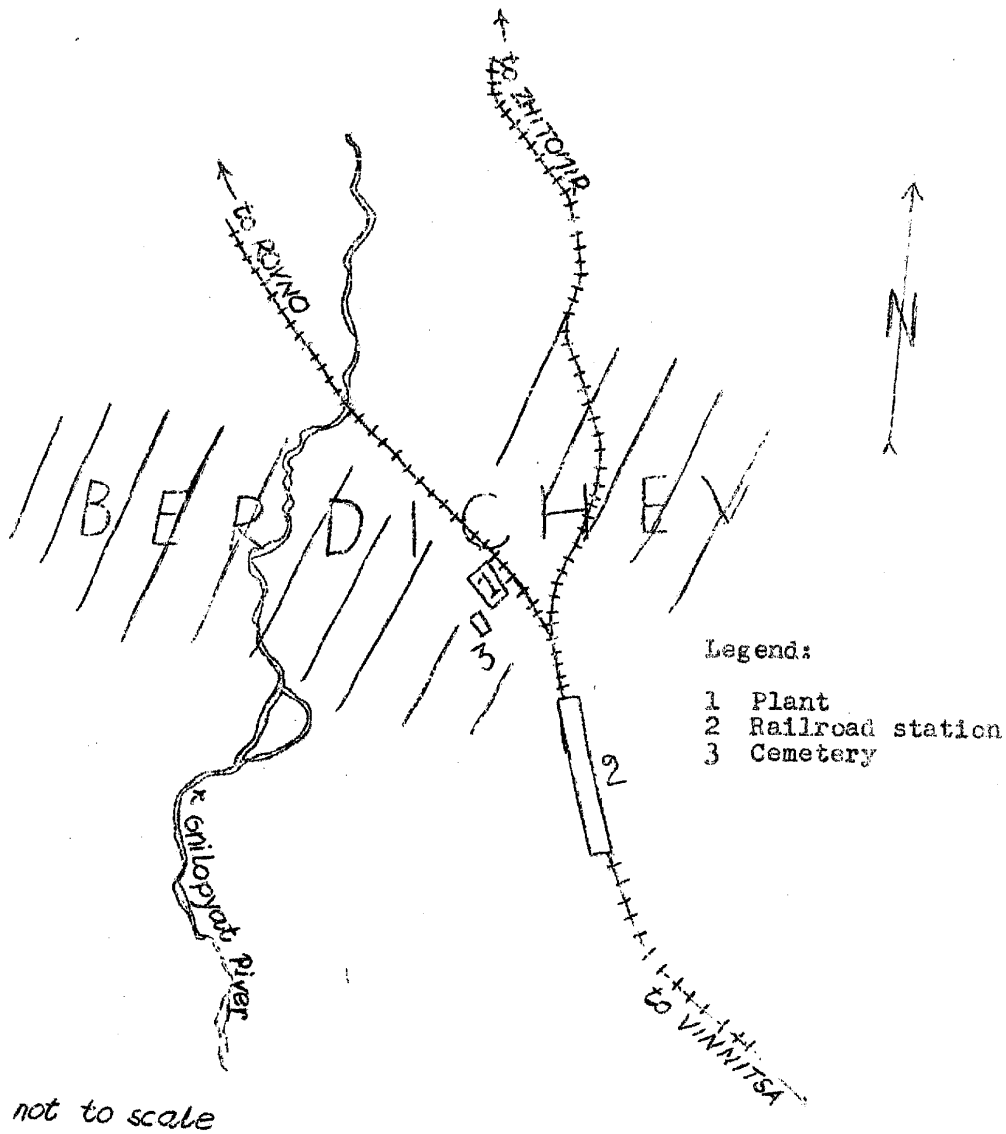 to ZHITOMIR
to ROVNO
N
BERDICHEV
1
3
Legend:
1 Plant
2 Railroad station
3 Cemetery
2
Gnilopyat River
to VINNITSA
not to scale